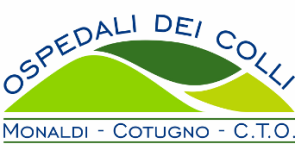 OSPEDALI DEI COLLI
MONALDI - COTUGNO - C.T.O.